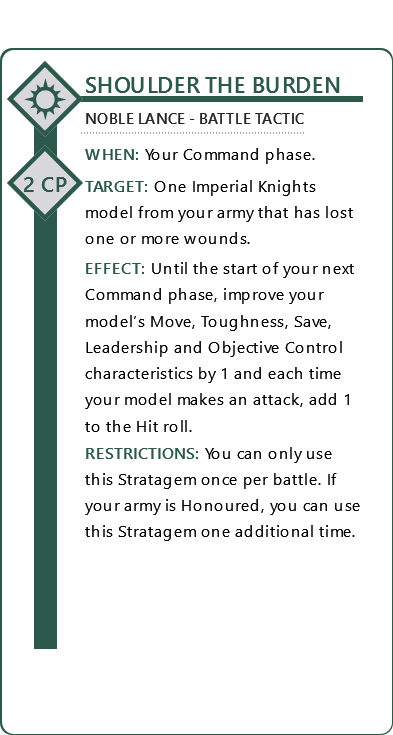 SHOULDER THE BURDEN
NOBLE LANCE - BATTLE TACTIC
2 CP
WHEN: Your Command phase.
TARGET: One Imperial Knights
model from your army that has lost
one or more wounds.
EFFECT: Until the start of your next
Command phase, improve your
model's Move, Toughness, Save,
Leadership and Objective Control
characteristics by 1 and each time
your model makes an attack, add 1
to the Hit roll.
RESTRICTIONS: You can only use
this Stratagem once per battle. If
your army is Honoured, you can use
this Stratagem one additional time.